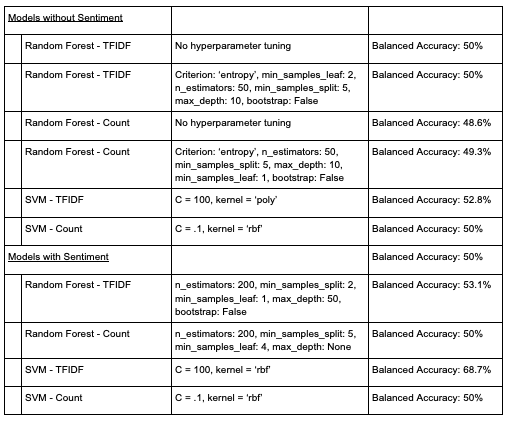 Models without Sentiment
Random Forest - TFIDF No hyperparameter tuning Balanced Accuracy: 50%
Random Forest - TFIDF Criterion: ‘entropy’, min_samples_leaf: 2, Balanced Accuracy: 50%
n_estimators: 50, min_samples_split: 5,
max_depth: 10, bootstrap: False
Random Forest - Count No hyperparameter tuning Balanced Accuracy: 48.6%
Random Forest - Count Criterion: ‘entropy’, n_estimators: 50, Balanced Accuracy: 49.3%
min_samples_split: 5, max_depth: 10,
min_samples_leaf: 1, bootstrap: False
SVM - TFIDF C = 100, kernel = ‘poly’ Balanced Accuracy: 52.8%
SVM - Count C = .1, kernel = ‘rbf’ Balanced Accuracy: 50%
Models with Sentiment Balanced Accuracy: 50%
Random Forest - TFIDF n_estimators: 200, min_samples_split: 2, Balanced Accuracy: 53.1%
min_samples_leaf: 1, max_depth: 50,
bootstrap: False
Random Forest - Count n_estimators: 200, min_samples_split: 5, Balanced Accuracy: 50%
min_samples_leaf: 4, max_depth: None
SVM - TFIDF C = 100, kernel = ‘rbf’ Balanced Accuracy: 68.7%
SVM - Count C = .1, kernel = ‘rbf’ Balanced Accuracy: 50%